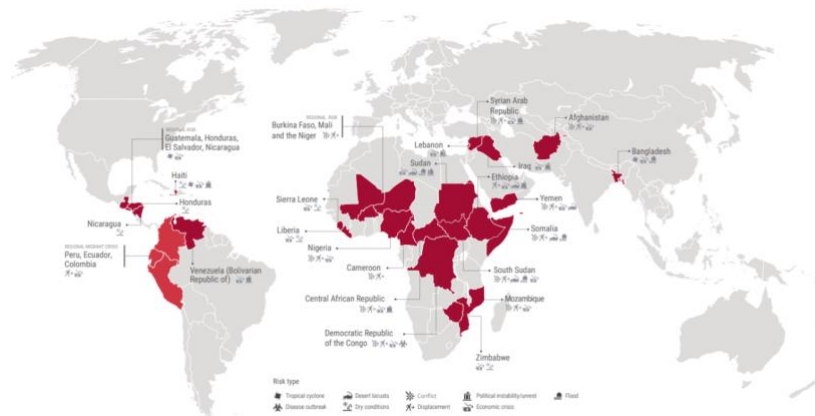 REGIONAL RISK
Guatemala, Honduras,
El Salvador, Nicaragua
Haiti
Honduras
Nicaragua
REGIONAL MIGRANT CRISIS
Peru, Ecuador,
Colombia
Venezuela (Bolivarian
Republic of)
REGIONAL RISK
Burkina Faso, Mali
and the Niger
Lebanon
Sudan
Sierra Leone
Liberia
Nigeria
Cameroon
Central African Republic
Democratic Republic
of the Congo
Syrian Arab
Republic
Afghanistan
Iraq
Bangladesh
Ethiopia
Yemen
Somalia
South Sudan
Mozambique
Zimbabwe
Risk type
Tropical cyclone Desert locusts Conflict Political instability/unrest Flood
Disease outbreak Dry conditions Displacement Economic crisis